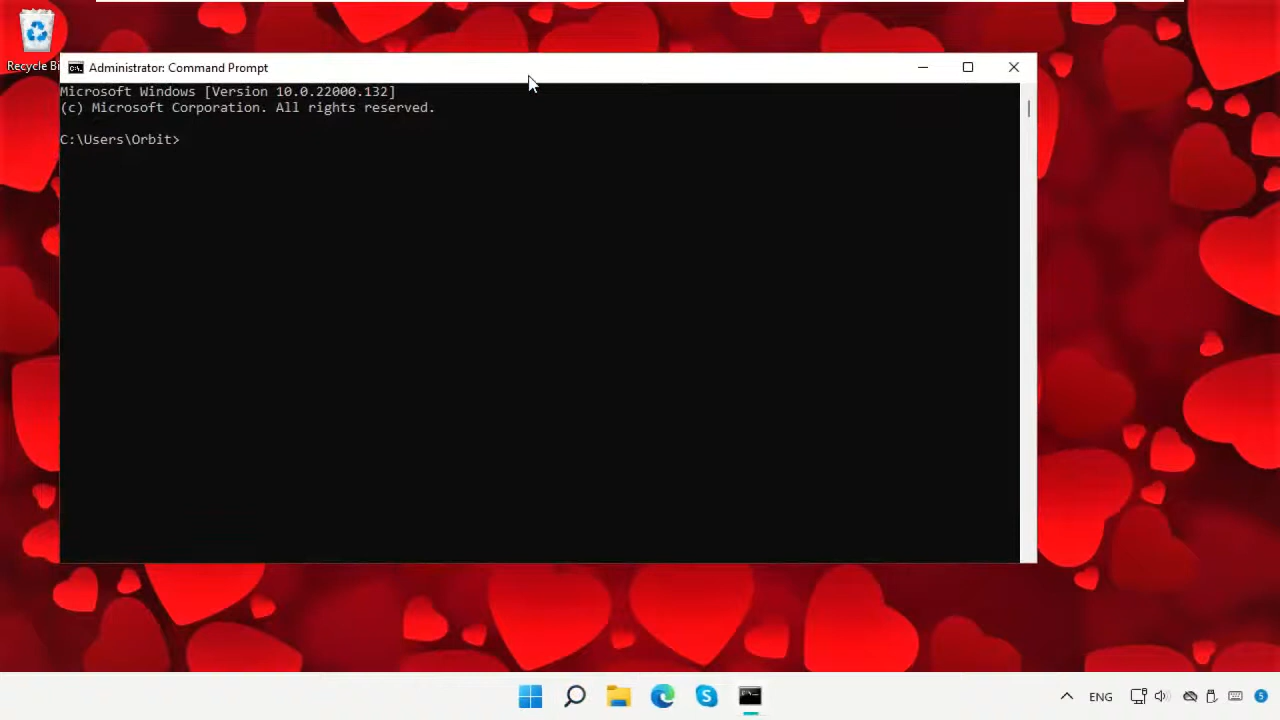 Recycle Bi
Administrator: Command Prompt
Microsoft Windows [Version 10.0.22000.132]
(c) Microsoft Corporation. All rights reserved.
C:\Users\Orbit>
ENG
5